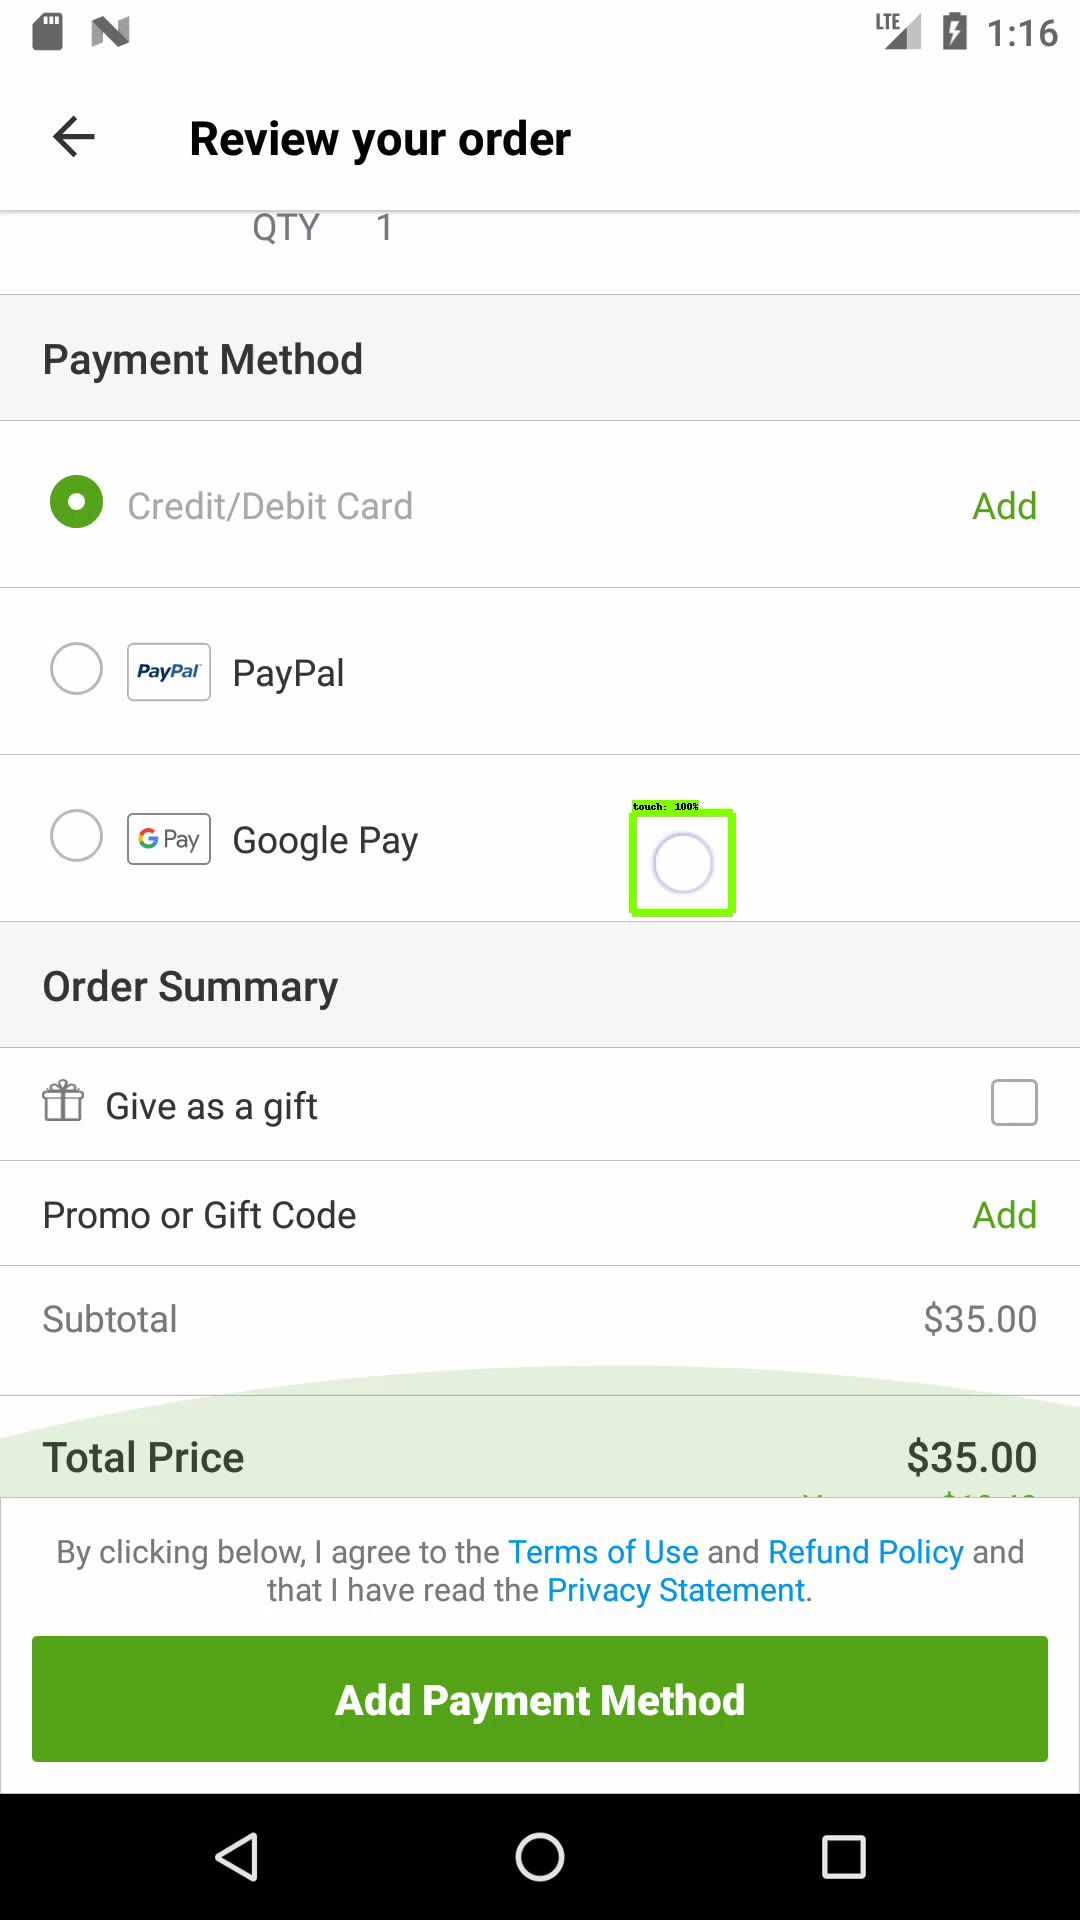 LTE 1:16
Review your order
QTY 1
Payment Method
Credit/Debit Card Add
PayPal PayPal
G Pay Google Pay
touch: 100%
Order Summary
Give as a gift
Promo or Gift Code Add
Subtotal $35.00
Total Price $35.00
By clicking below, I agree to the Terms of Use and Refund Policy and
that I have read the Privacy Statement.
Add Payment Method